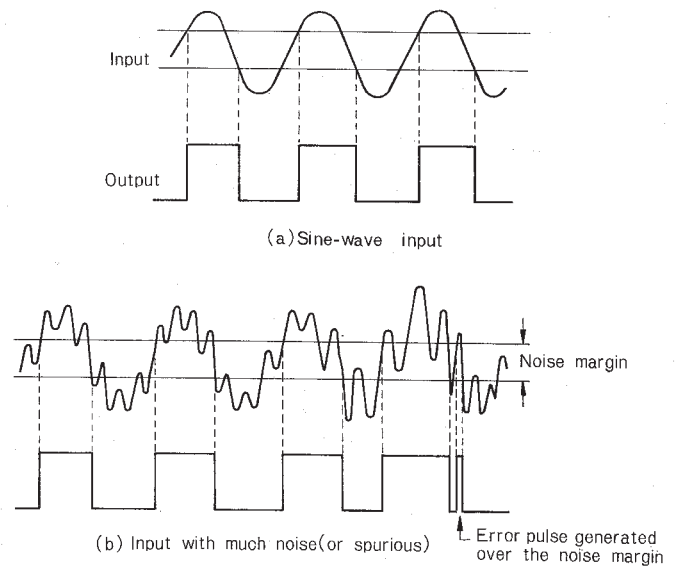 Input
Output
(a) Sine-wave input
Noise margin
(b) Input with much noise(or spurious)
Error pulse generated
over the noise margin